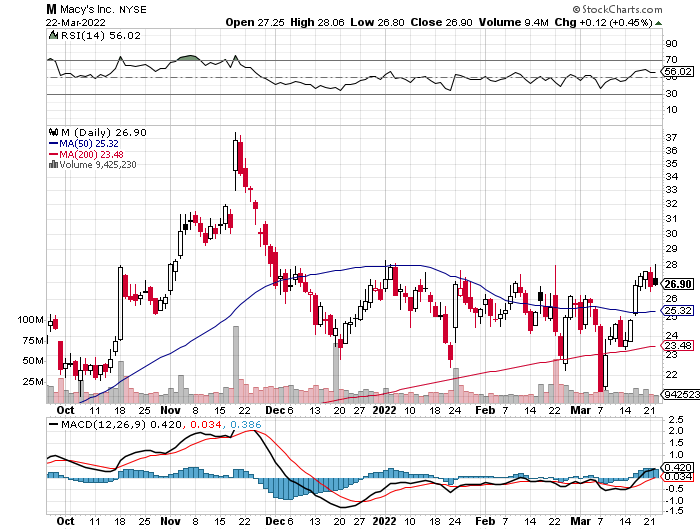 M Macy's Inc. NYSE © StockCharts.com
22-Mar-2022 Open 27.25 High 28.06 Low 26.80 Close 26.90 Volume 9.4M Chg +0.12 (+0.45%)
RSI(14) 56.02
90
70
56.02
50
30
10
M (Daily) 26.90
MA(50) 25.32
MA(200) 23.48
Volume 9,425,230
37
36
35
34
33
32
31
30
29
28
26.90
26
25.32
23.48
23
22
100M
75M
50M
25M
9425230
Oct 11 18 25 Nov 8 15 22 Dec 6 13 20 27 2022 10 18 24 Feb 7 14 22 Mar 7 14 21
MACD(12,26,9) 0.420, 0.034, 0.386
2.5
2.0
1.5
1.0
0.420
0.034
-0.5
-1.0
-1.5
Oct 11 18 25 Nov 8 15 22 Dec 6 13 20 27 2022 10 18 24 Feb 7 14 22 Mar 7 14 21